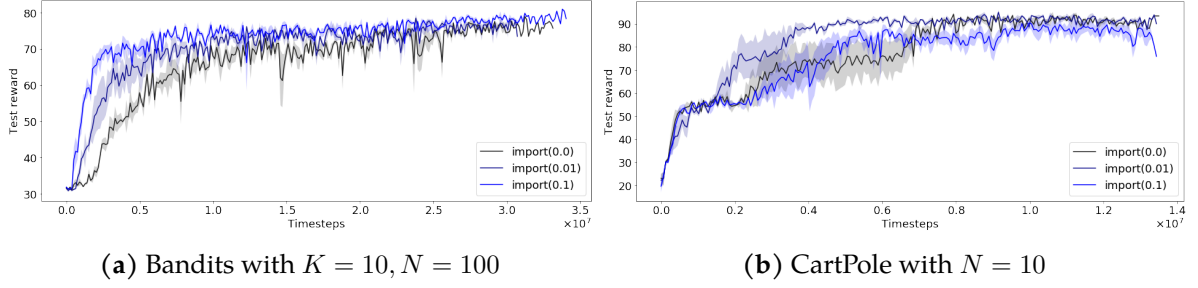 80
70
60
50
40
30
Test reward
0.0
0.5
1.0
1.5
2.0
2.5
3.0
3.5
Timesteps
×10⁷
import(0.0)
import(0.01)
import(0.1)
(a) Bandits with K = 10, N = 100
90
80
70
60
50
40
30
20
Test reward
0.0
0.2
0.4
0.6
0.8
1.0
1.2
1.4
Timesteps
×10⁷
import(0.0)
import(0.01)
import(0.1)
(b) CartPole with N = 10